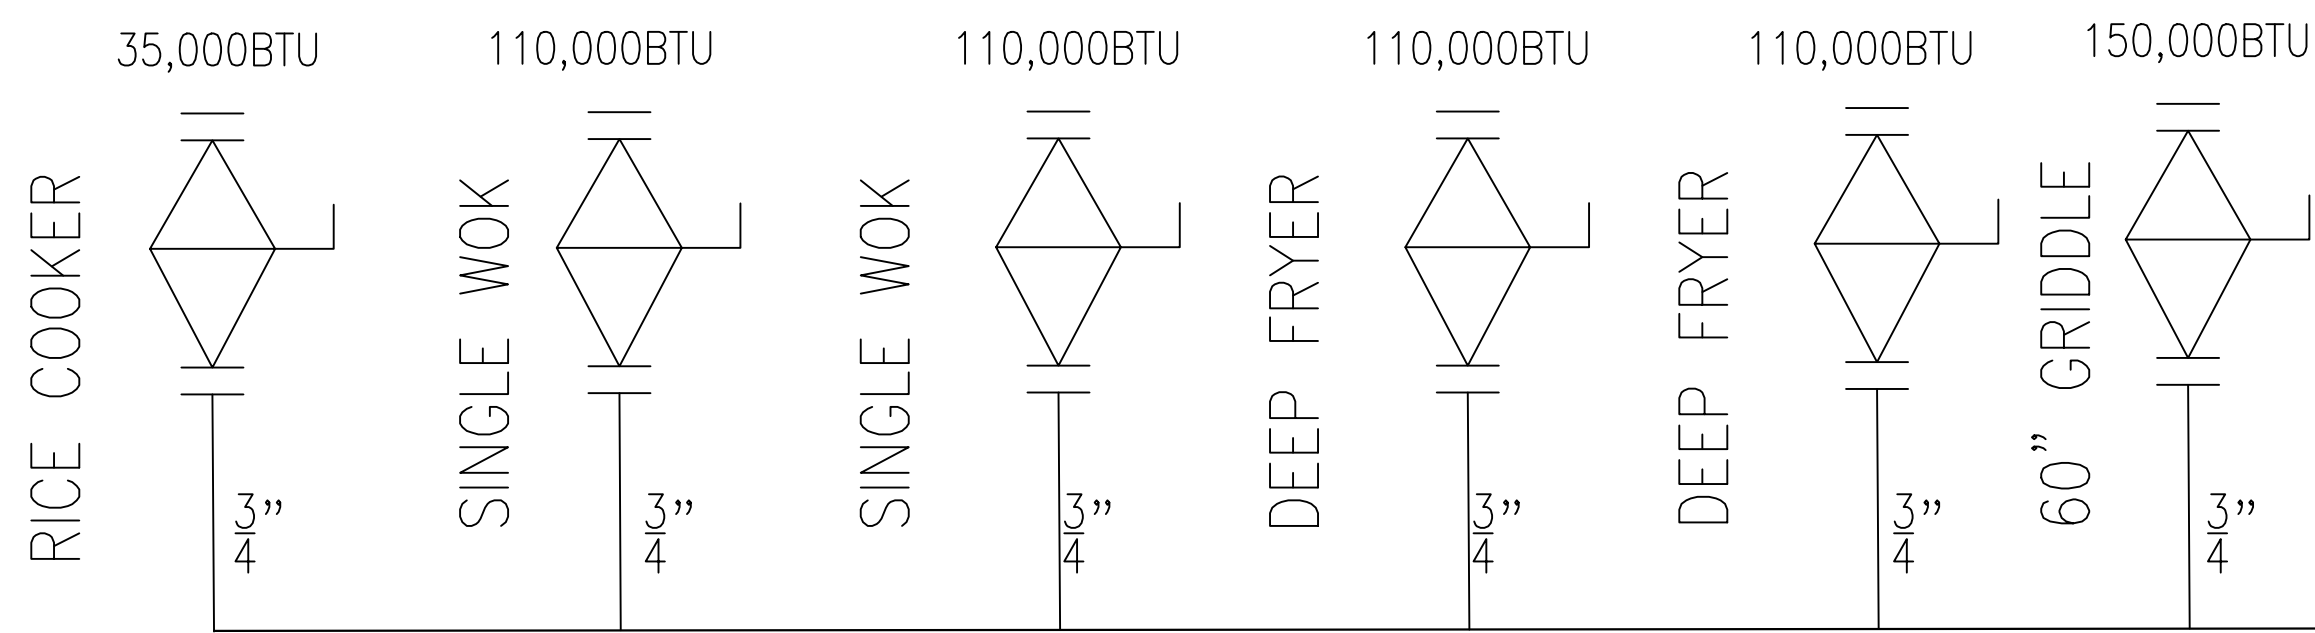 35,000BTU
110,000BTU
110,000BTU
110,000BTU
110,000BTU
150,000BTU
RICE COOKER
SINGLE WOK
SINGLE WOK
DEEP FRYER
DEEP FRYER
60" GRIDDLE
3/4"
3/4"
3/4"
3/4"
3/4"
3/4"